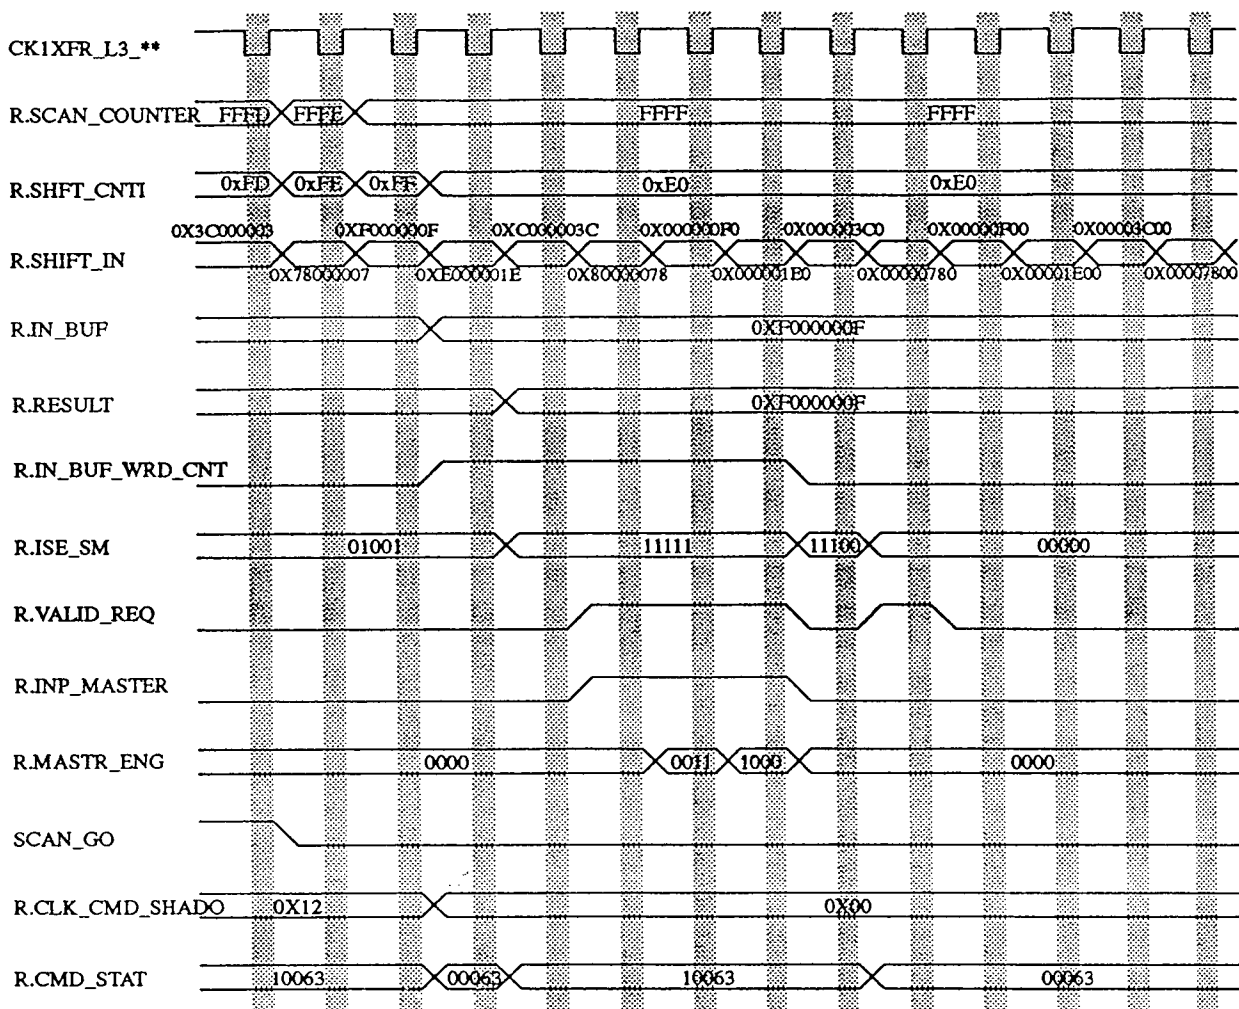 CK1XFR_L3_**
R.SCAN_COUNTER FFFD FFFE FFFF FFFF
R.SHFT_CNTI 0xFD 0xFE 0xFF 0xE0 0xE0
0X3C000003 0XF000000F 0XC000003C 0X000000F0 0X000003C0 0X00000F00 0X00003C00
R.SHIFT_IN
0X78000007 0XE000001E 0X80000078 0X000001E0 0X00000780 0X00001E00 0X00007800
R.IN_BUF 0XF000000F
R.RESULT 0XF000000F
R.IN_BUF_WRD_CNT
R.ISE_SM 01001 11111 11100 00000
R.VALID_REQ
R.INP_MASTER
R.MASTR_ENG 0000 0011 1000 0000
SCAN_GO
R.CLK_CMD_SHADO 0X12 0X00
R.CMD_STAT 10063 00063 10063 00063